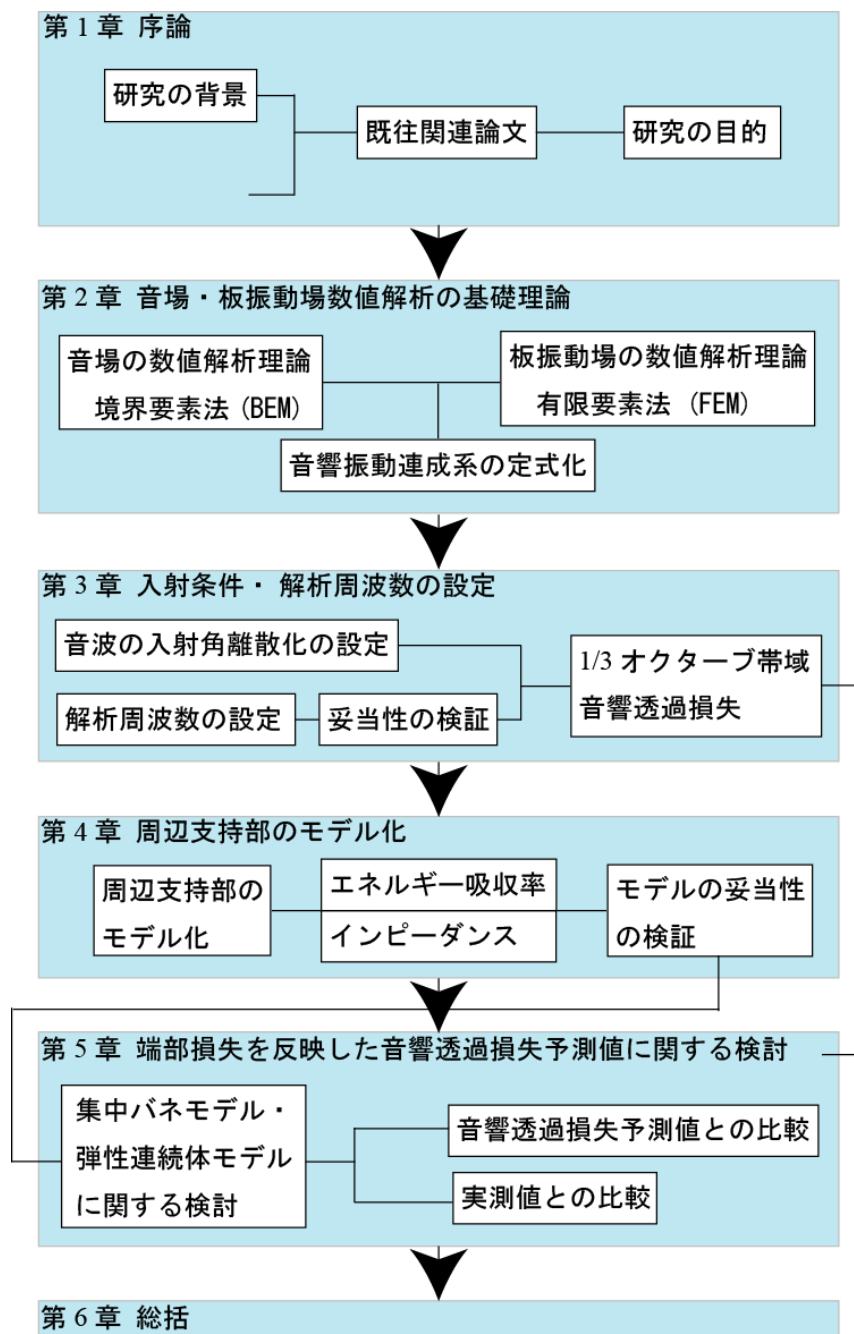 第1章 序論
研究の背景
既往関連論文
研究の目的
第2章 音場・板振動場数値解析の基礎理論
音場の数値解析理論
境界要素法(BEM)
板振動場の数値解析理論
有限要素法 (FEM)
音響振動連成系の定式化
第3章 入射条件・ 解析周波数の設定
音波の入射角離散化の設定
解析周波数の設定
妥当性の検証
1/3 オクターブ帯域
音響透過損失
第4章 周辺支持部のモデル化
周辺支持部の
モデル化
エネルギー吸収率
インピーダンス
モデルの妥当性
の検証
第5章 端部損失を反映した音響透過損失予測値に関する検討
集中バネモデル・
弾性連続体モデル
に関する検討
音響透過損失予測値との比較
実測値との比較
第6章 総括